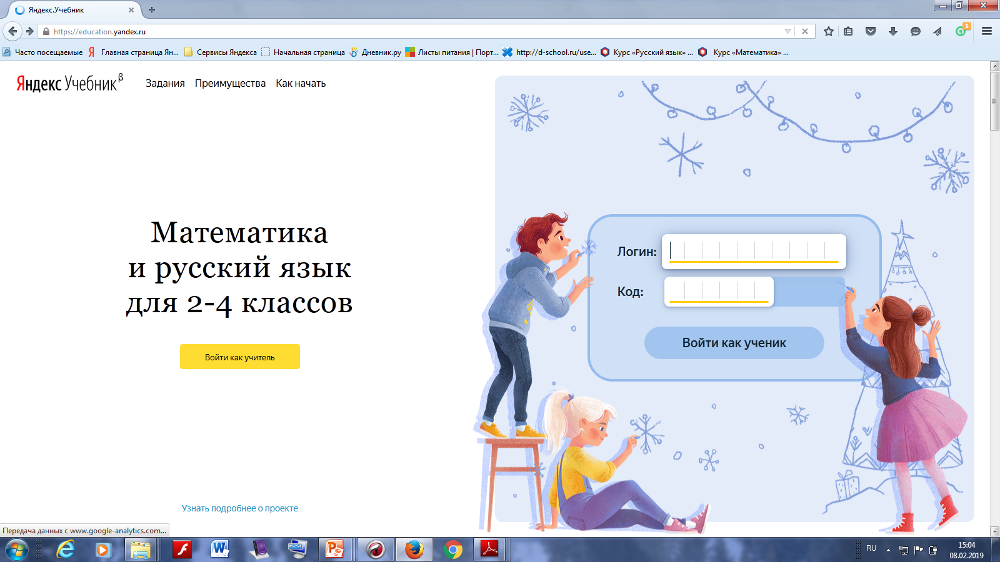 Яндекс.Учебник
https://education.yandex.ru
1
Часто посещаемые
Главная страница Ян...
Сервисы Яндекса
Начальная страница
Дневник.ру
Листы питания | Порт...
http://d-school.ru/use...
Курс «Русский язык» ...
Курс «Математика» ...
Яндекс Учебник β
Задания
Преимущества
Как начать
Математика
и русский язык
для 2-4 классов
Войти как учитель
Узнать подробнее о проекте
Логин:
Код:
Войти как ученик
Передача данных с www.google-analytics.com...
RU
15:04
08.02.2019